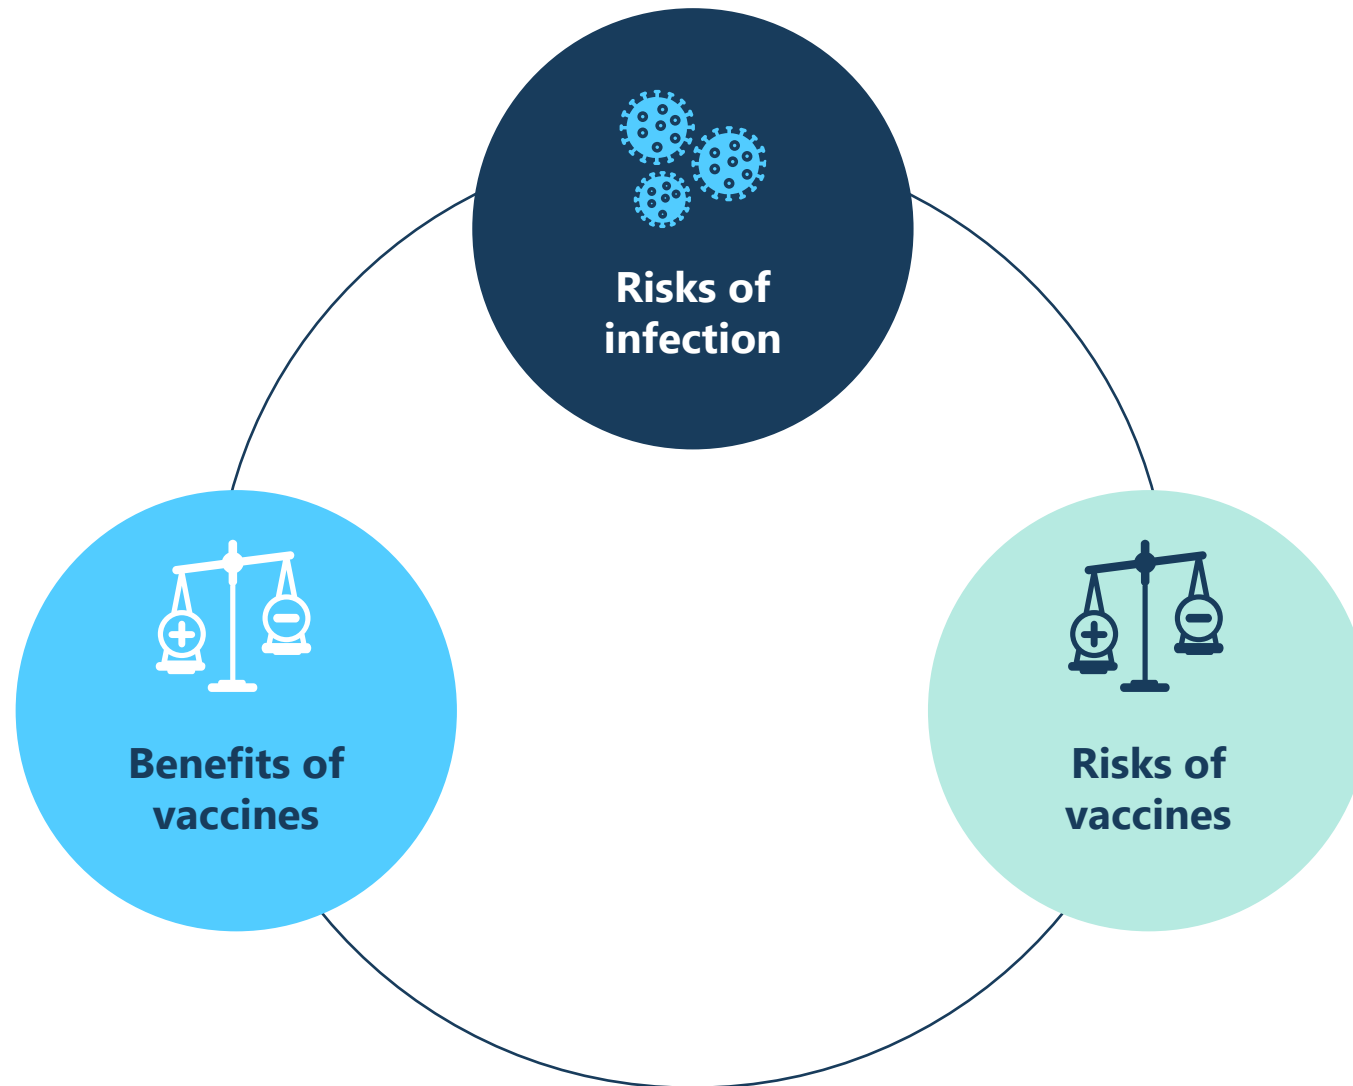 Risks of
infection
Benefits of
vaccines
Risks of
vaccines